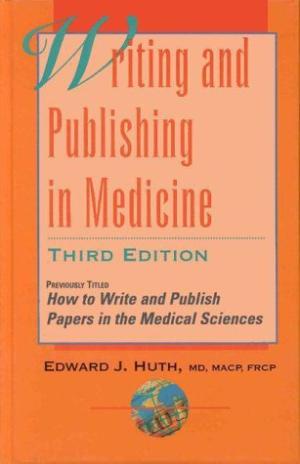 Writing and
Publishing
in Medicine
THIRD EDITION
PREVIOUSLY TITLED
How to Write and Publish
Papers in the Medical Sciences
EDWARD J. HUTH, MD, MACP, FRCP